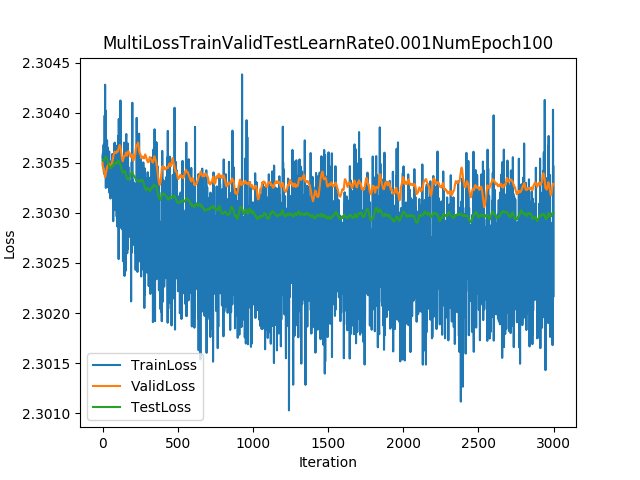 MultiLossTrainValidTestLearnRate0.001NumEpoch100
2.3045
2.3040
2.3035
2.3030
2.3025
2.3020
2.3015
2.3010
Loss
TrainLoss
ValidLoss
TestLoss
0
500
1000
1500
2000
2500
3000
Iteration